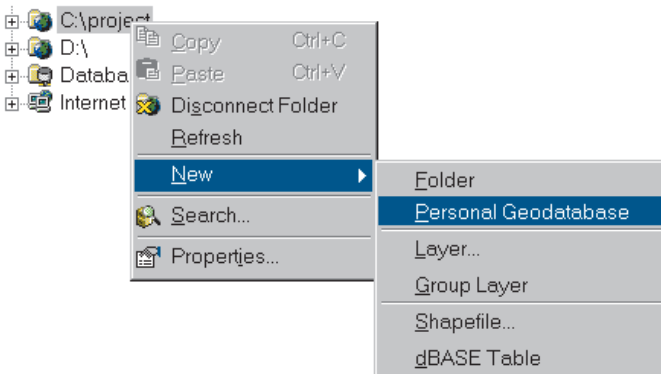 C:\project
D:\
Databa
Internet
Copy Ctrl+C
Paste Ctrl+V
Disconnect Folder
Refresh
New
Search...
Properties...
Folder
Personal Geodatabase
Layer...
Group Layer
Shapefile...
dBASE Table